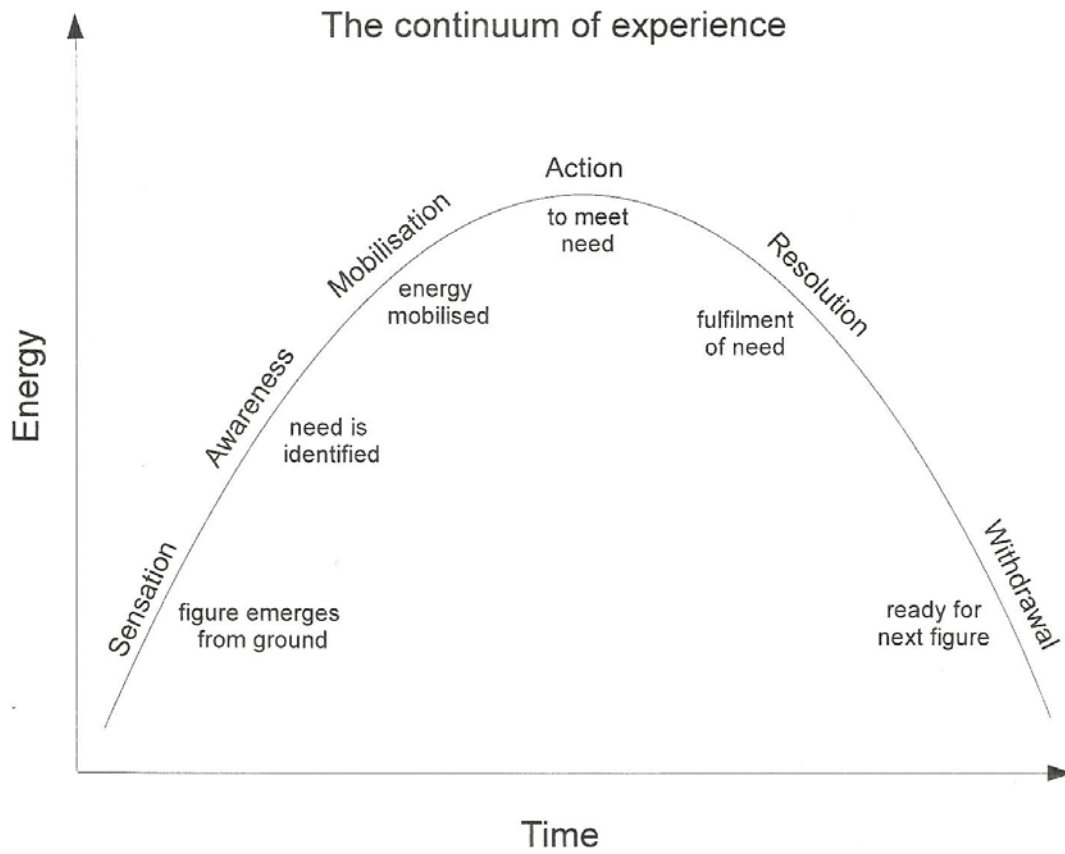 The continuum of experience
Energy
Action
to meet
need
Mobilisation
energy
mobilised
Resolution
fulfilment
of need
Awareness
need is
identified
Sensation
figure emerges
from ground
Withdrawal
ready for
next figure
Time